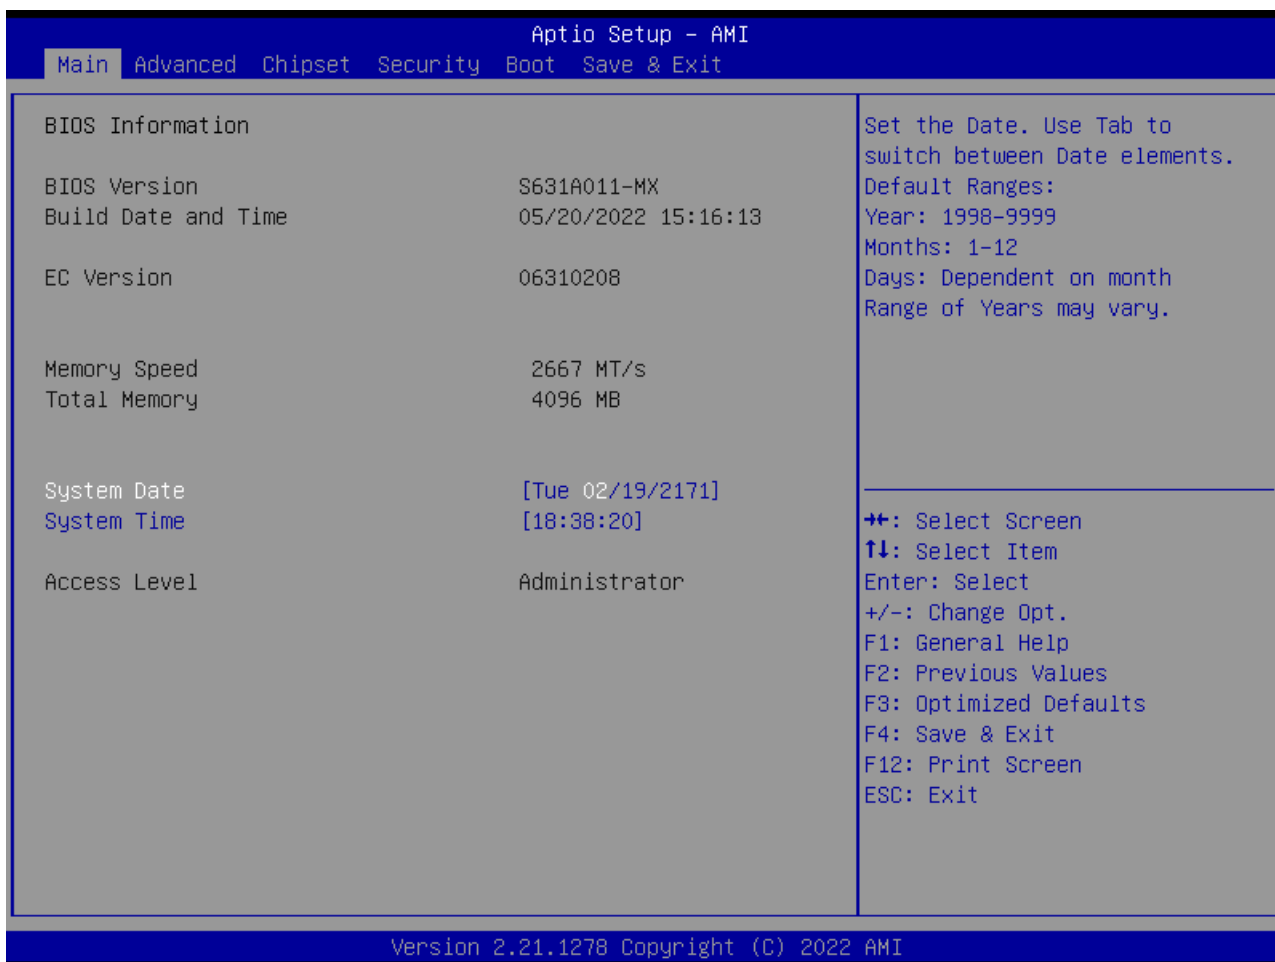 Aptio Setup - AMI
Main Advanced Chipset Security Boot Save & Exit
BIOS Information
BIOS Version S631A011-MX
Build Date and Time 05/20/2022 15:16:13
EC Version 06310208
Memory Speed 2667 MT/s
Total Memory 4096 MB
System Date [Tue 02/19/2171]
System Time [18:38:20]
Access Level Administrator
Set the Date. Use Tab to
switch between Date elements.
Default Ranges:
Year: 1998-9999
Months: 1-12
Days: Dependent on month
Range of Years may vary.
→←: Select Screen
↑↓: Select Item
Enter: Select
+/-: Change Opt.
F1: General Help
F2: Previous Values
F3: Optimized Defaults
F4: Save & Exit
F12: Print Screen
ESC: Exit
Version 2.21.1278 Copyright (C) 2022 AMI